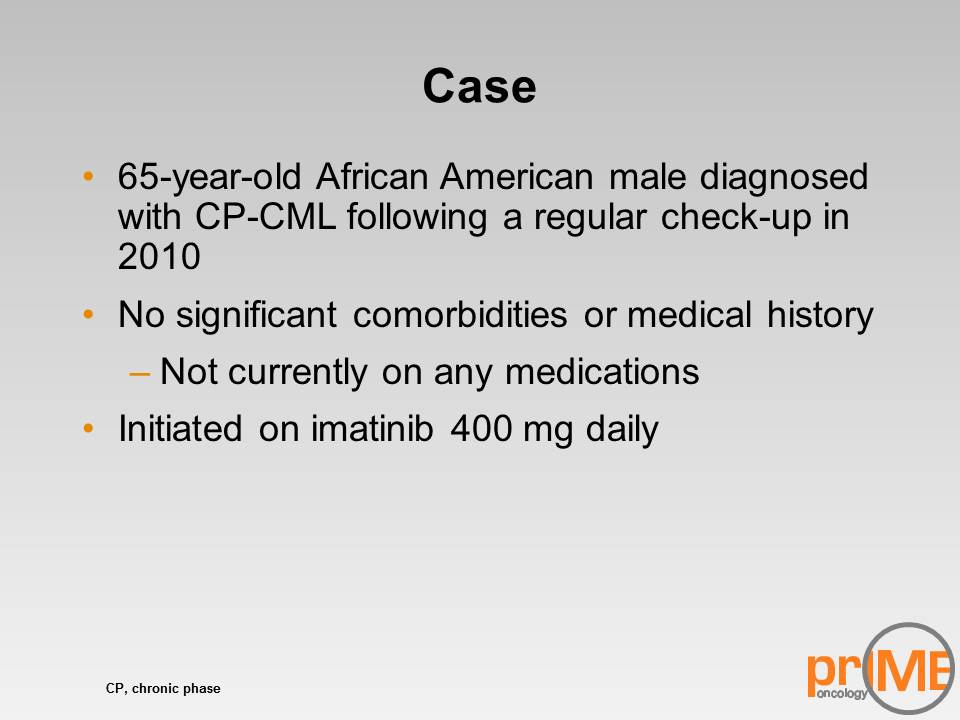 Case
• 65-year-old African American male diagnosed
with CP-CML following a regular check-up in
2010
• No significant comorbidities or medical history
– Not currently on any medications
• Initiated on imatinib 400 mg daily
CP, chronic phase
prIME
oncology